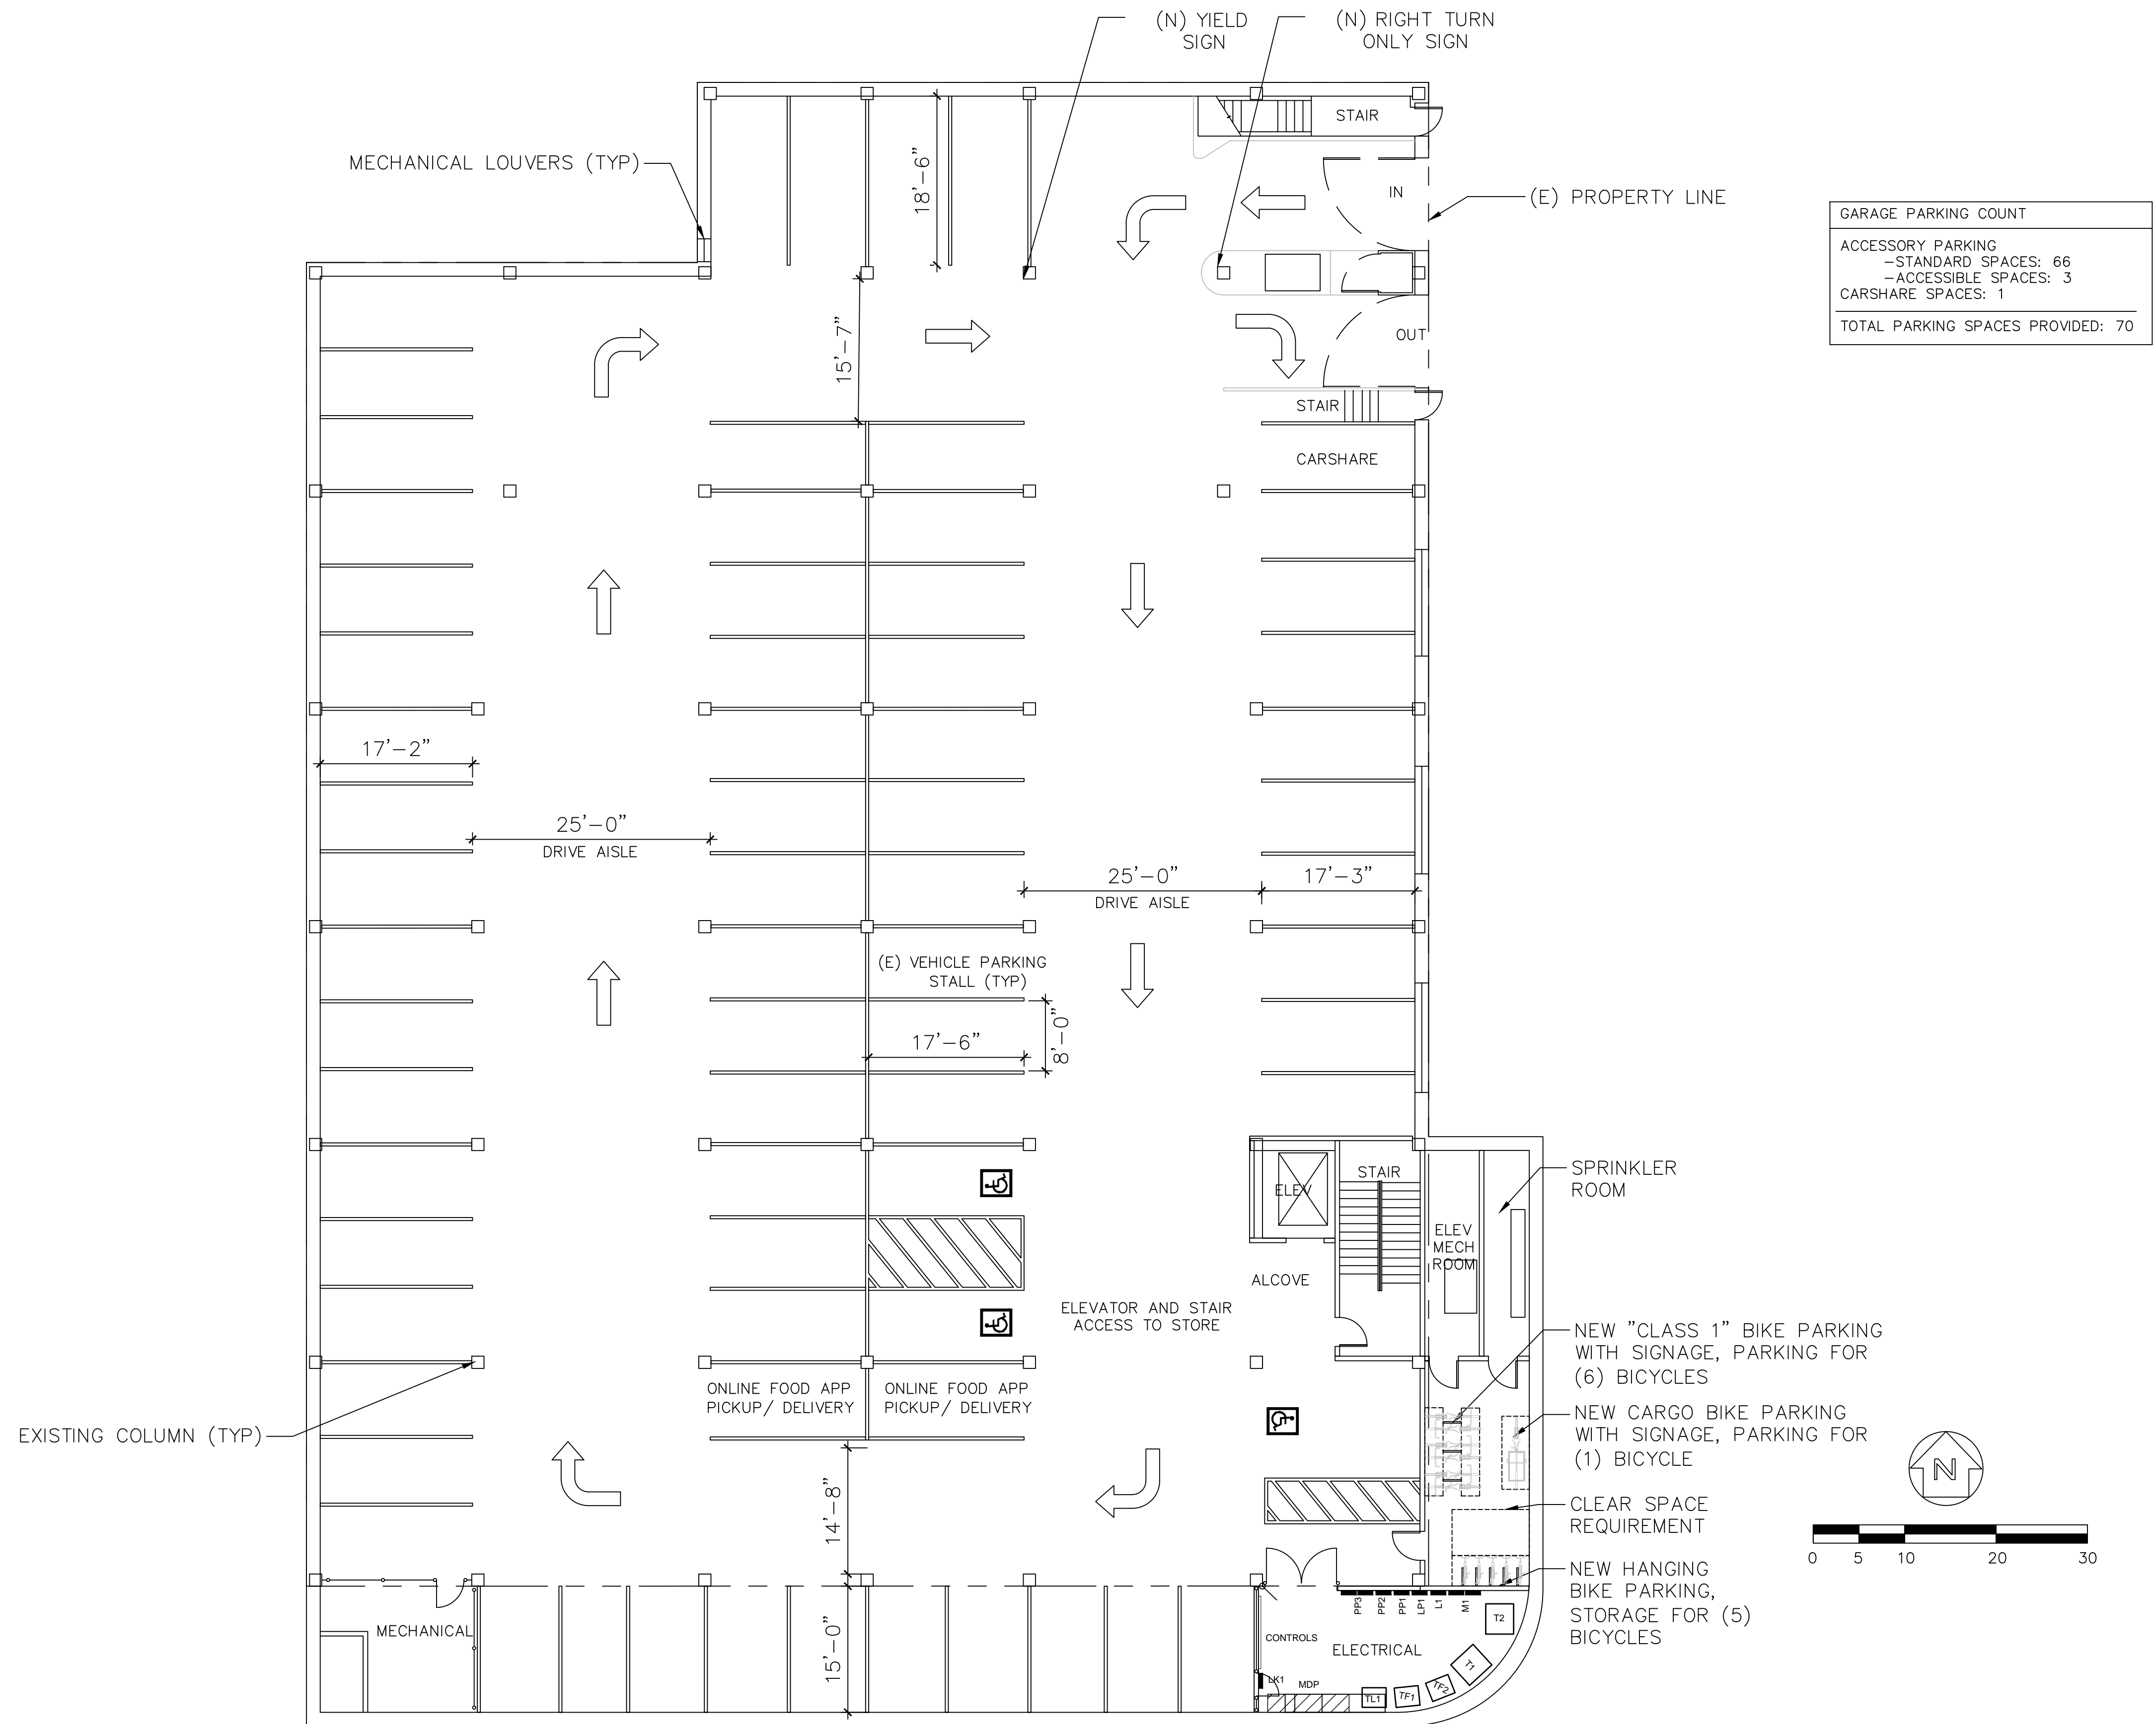 (N) YIELD
SIGN
(N) RIGHT TURN
ONLY SIGN
STAIR
MECHANICAL LOUVERS (TYP)
18'-6"
IN
(E) PROPERTY LINE
GARAGE PARKING COUNT
ACCESSORY PARKING
-STANDARD SPACES: 66
-ACCESSIBLE SPACES: 3
CARSHARE SPACES: 1
TOTAL PARKING SPACES PROVIDED: 70
15'-7"
OUT
STAIR
CARSHARE
17'-2"
25'-0"
DRIVE AISLE
25'-0"
DRIVE AISLE
17'-3"
(E) VEHICLE PARKING
STALL (TYP)
17'-6"
8'-0"
ELEV
STAIR
SPRINKLER
ROOM
ELEV
MECH
ROOM
ALCOVE
ELEVATOR AND STAIR
ACCESS TO STORE
NEW "CLASS 1" BIKE PARKING
WITH SIGNAGE, PARKING FOR
(6) BICYCLES
ONLINE FOOD APP
PICKUP/ DELIVERY
ONLINE FOOD APP
PICKUP/ DELIVERY
EXISTING COLUMN (TYP)
NEW CARGO BIKE PARKING
WITH SIGNAGE, PARKING FOR
(1) BICYCLE
N
14'-8"
CLEAR SPACE
REQUIREMENT
0 5 10 20 30
NEW HANGING
BIKE PARKING,
STORAGE FOR (5)
BICYCLES
PP3
PP2
PP1
LP1
L1
M1
T2
MECHANICAL
15'-0"
CONTROLS
ELECTRICAL
T1
LK1
MDP
TL1
TF1
TF2